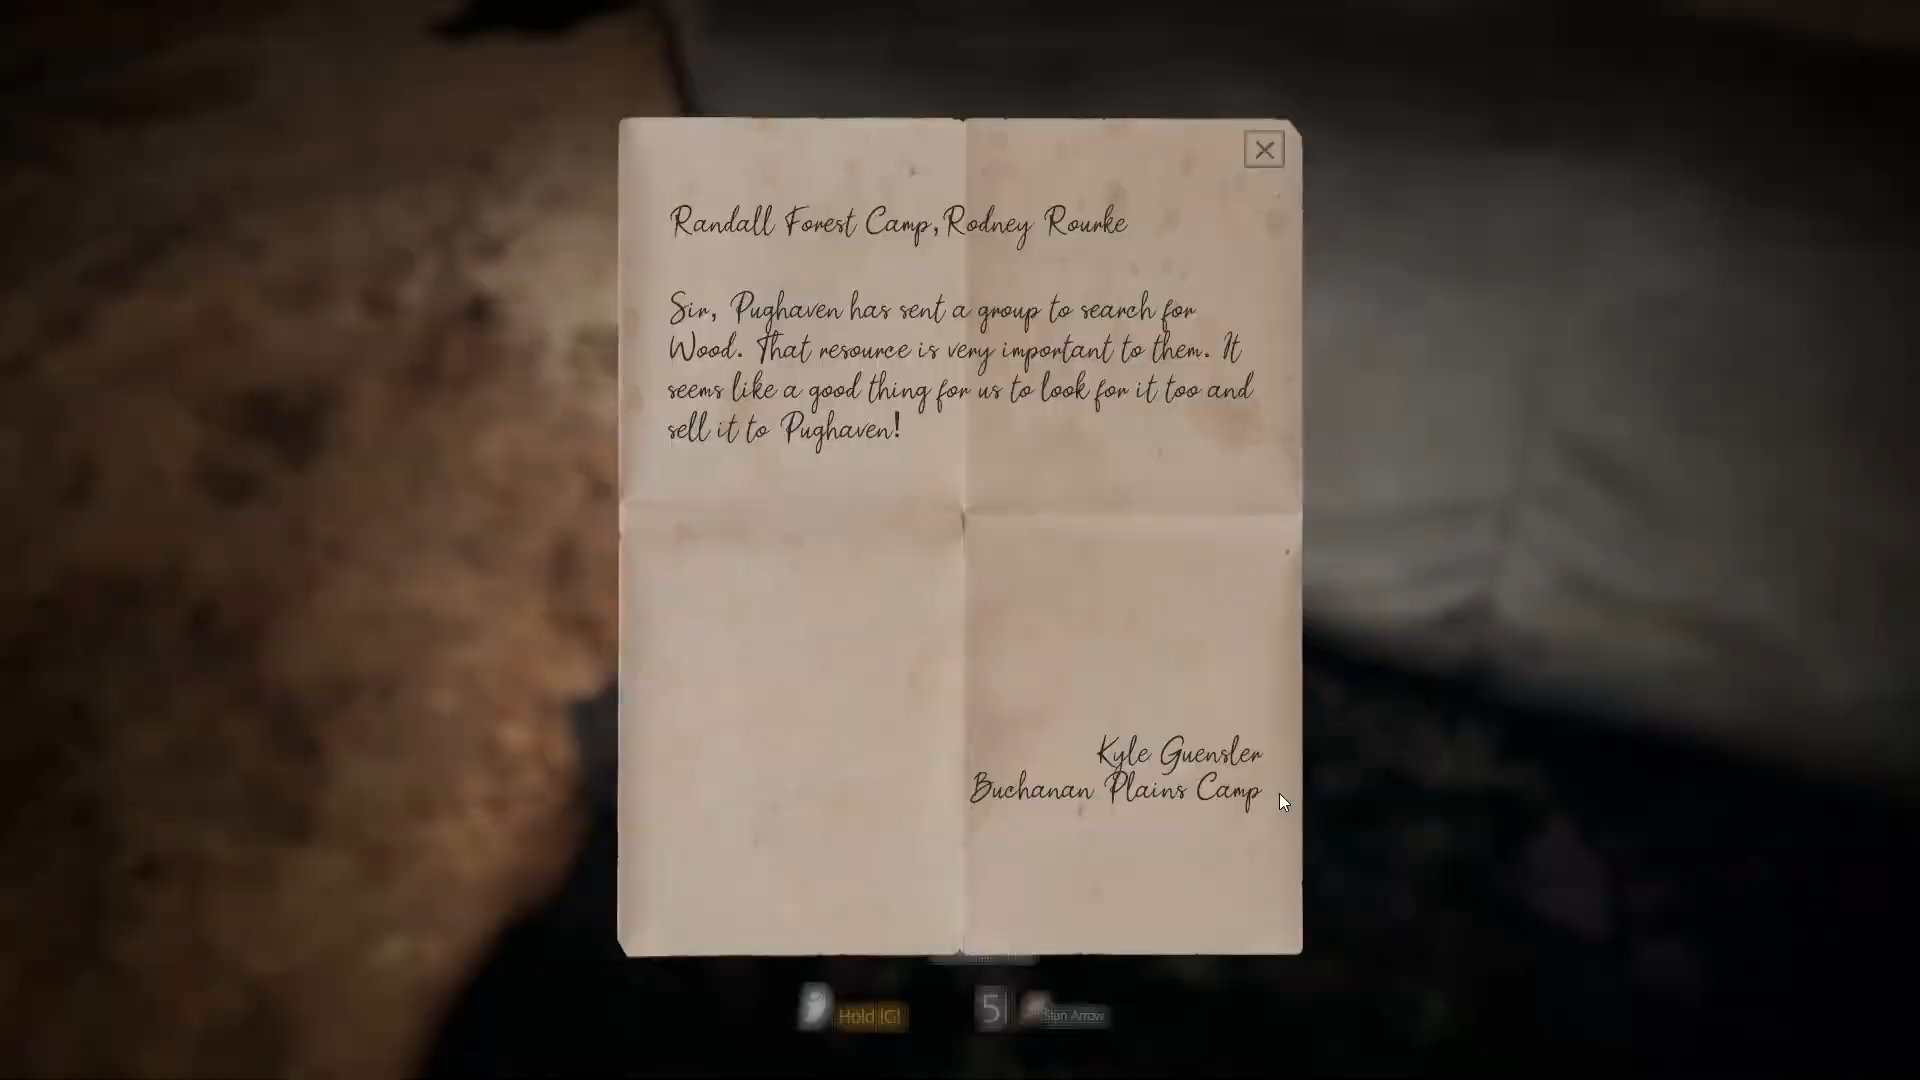 Randall Forest Camp, Rodney Rourke
Sir, Pughaven has sent a group to search for
Wood. That resource is very important to them. It
seems like a good thing for us to look for it too and
sell it to Pughaven!
Kyle Guensler
Buchanan Plains Camp
Hold [G]
5
Arrow